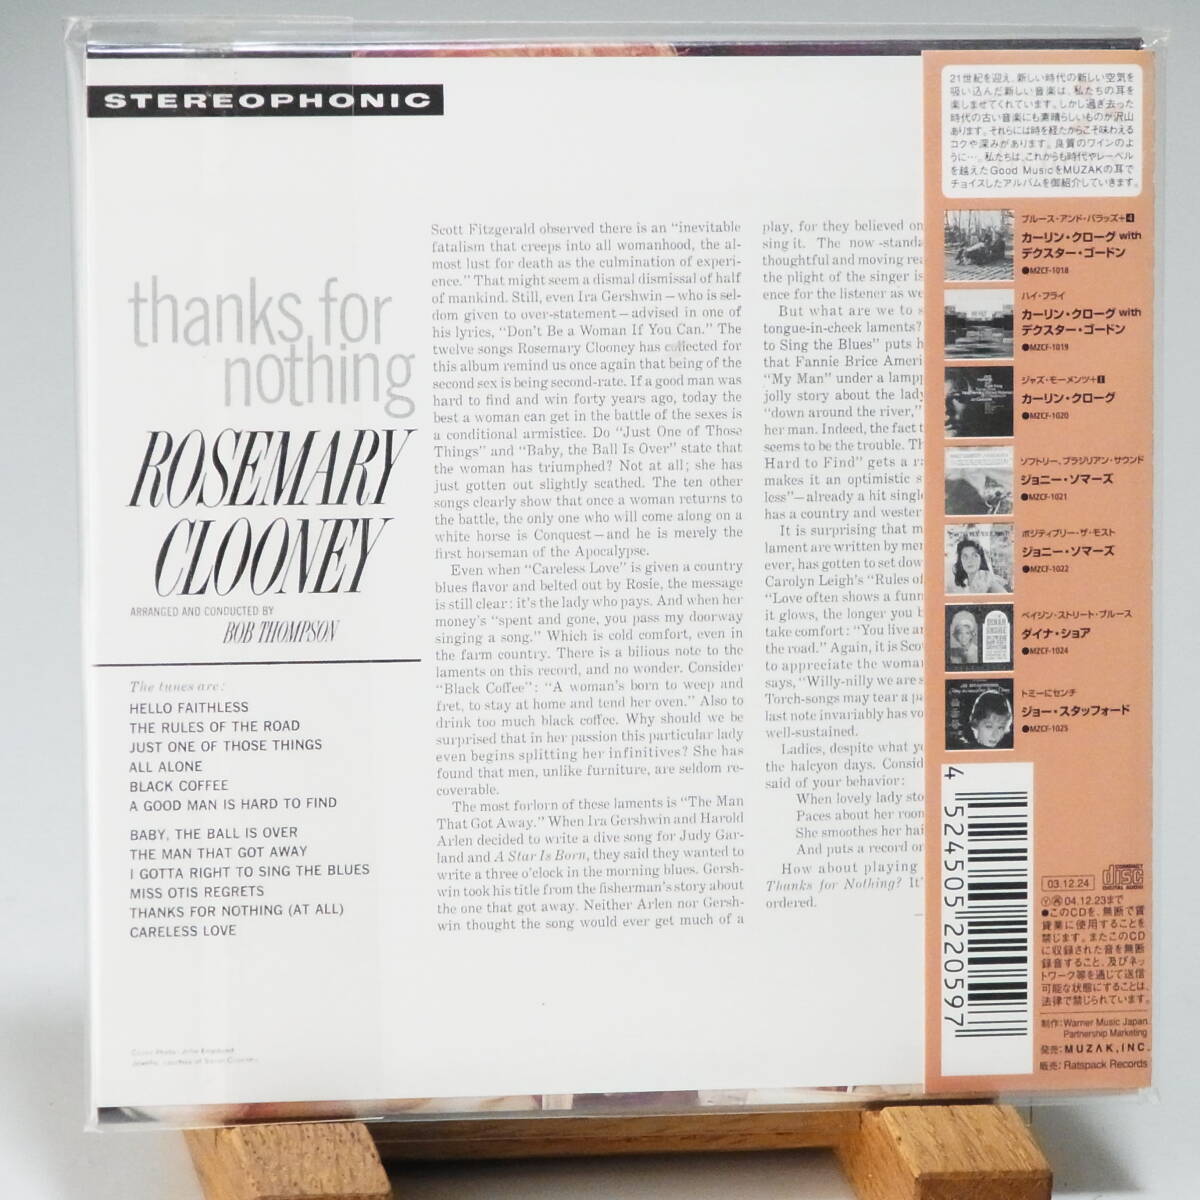 STEREOPHONIC
thanks for
nothing
ROSEMARY
CLOONEY
ARRANGED AND CONDUCTED BY
BOB THOMPSON
The tunes are:
HELLO FAITHLESS
THE RULES OF THE ROAD
JUST ONE OF THOSE THINGS
ALL ALONE
BLACK COFFEE
A GOOD MAN IS HARD TO FIND
BABY, THE BALL IS OVER
THE MAN THAT GOT AWAY
I GOTTA RIGHT TO SING THE BLUES
MISS OTIS REGRETS
THANKS FOR NOTHING (AT ALL)
CARELESS LOVE
Scott Fitzgerald observed there is an “inevitable
fatalism that creeps into all womanhood, the al-
most lust for death as the culmination of experi-
ence.” That might seem a dismal dismissal of half
of mankind. Still, even Ira Gershwin – who is sel-
dom given to over-statement – advised in one of
his lyrics, “Don't Be a Woman If You Can.” The
twelve songs Rosemary Clooney has collected for
this album remind us once again that being of the
second sex is being second-rate. If a good man was
hard to find and win forty years ago, today the
best a woman can get in the battle of the sexes is
a conditional armistice. Do “Just One of Those
Things” and “Baby, the Ball Is Over” state that
the woman has triumphed? Not at all; she has
just gotten out slightly scathed. The ten other
songs clearly show that once a woman returns to
the battle, the only one who will come along on a
white horse is Conquest – and he is merely the
first horseman of the Apocalypse.
Even when “Careless Love” is given a country
blues flavor and belted out by Rosie, the message
is still clear: it's the lady who pays. And when her
money's “spent and gone, you pass my doorway
singing a song.” Which is cold comfort, even in
the farm country. There is a bilious note to the
laments on this record, and no wonder. Consider
“Black Coffee”: “A woman's born to weep and
fret, to stay at home and tend her oven.” Also to
drink too much black coffee. Why should we be
surprised that in her passion this particular lady
even begins splitting her infinitives? She has
found that men, unlike furniture, are seldom re-
coverable.
The most forlorn of these laments is “The Man
That Got Away.” When Ira Gershwin and Harold
Arlen decided to write a dive song for Judy Gar-
land and A Star Is Born, they said they wanted to
write a three o'clock in the morning blues. Gersh-
win took his title from the fisherman's story about
the one that got away. Neither Arlen nor Gersh-
win thought the song would ever get much of a
play, for they believed on
sing it. The now-standa
thoughtful and moving rea
the plight of the singer is
ence for the listener as we
But what are we to s
tongue-in-cheek laments?
to Sing the Blues” puts h
that Fannie Brice Ameri
“My Man” under a lamp
jolly story about the lady
“down around the river,”
her man. Indeed, the fact t
seems to be the trouble. Th
Hard to Find” gets a ra
makes it an optimistic s
less” – already a hit singl
has a country and wester
It is surprising that m
lament are written by men
ever, has gotten to set dow
Carolyn Leigh's “Rules of
“Love often shows a funn
it glows, the longer you b
take comfort: “You live an
the road.” Again, it is Sco
to appreciate the woman
says, “Willy-nilly we are s
Torch-songs may tear a pa
last note invariably has vo
well-sustained.
Ladies, despite what yo
the halcyon days. Consid
said of your behavior:
When lovely lady sto
Paces about her room
She smoothes her hai
And puts a record on
How about playing
Thanks for Nothing? It'
ordered.
21世紀を迎え、新しい時代の新しい空気を
吸い込んだ新しい音楽は、私たちの耳を
楽しませてくれています。しかし過ぎ去った
時代の古い音楽にも素晴らしいものが沢山
あります。それらには時を経たからこそ味わえる
コクや深みがあります。良質のワインのよ
うに…。私たちは、これからも時代やレーベル
を越えたGood MusicをMUZAKの耳で
チョイスしたアルバムを御紹介していきます。
ブルース・アンド・バラッズ+4
カーリン・クローグ with
デクスター・ゴードン
●MZCF-1018
ハイ・フライ
カーリン・クローグ with
デクスター・ゴードン
●MZCF-1019
ジャズ・モーメンツ+1
カーリン・クローグ
●MZCF-1020
ソフトリー、ブラジリアン・サウンド
ジョニー・ソマーズ
●MZCF-1021
ポジティブリー・ザ・モスト
ジョニー・ソマーズ
●MZCF-1022
ベイジン・ストリート・ブルース
ダイナ・ショア
●MZCF-1024
トミーにセンチ
ジョー・スタッフォード
●MZCF-1025
4 524505 220597
03.12.24
COMPACT disc DIGITAL AUDIO
04.12.23まで
●このCDを、無断で賃
貸業に使用することを
禁じます。またこのCD
に収録された音を無断
録音すること、及びネッ
トワーク等を通じて送信
可能な状態にすることは、
法律で禁じられています。
制作:Warner Music Japan.
Partnership Marketing
発売:MUZAK,INC.
販売:Ratspack Records